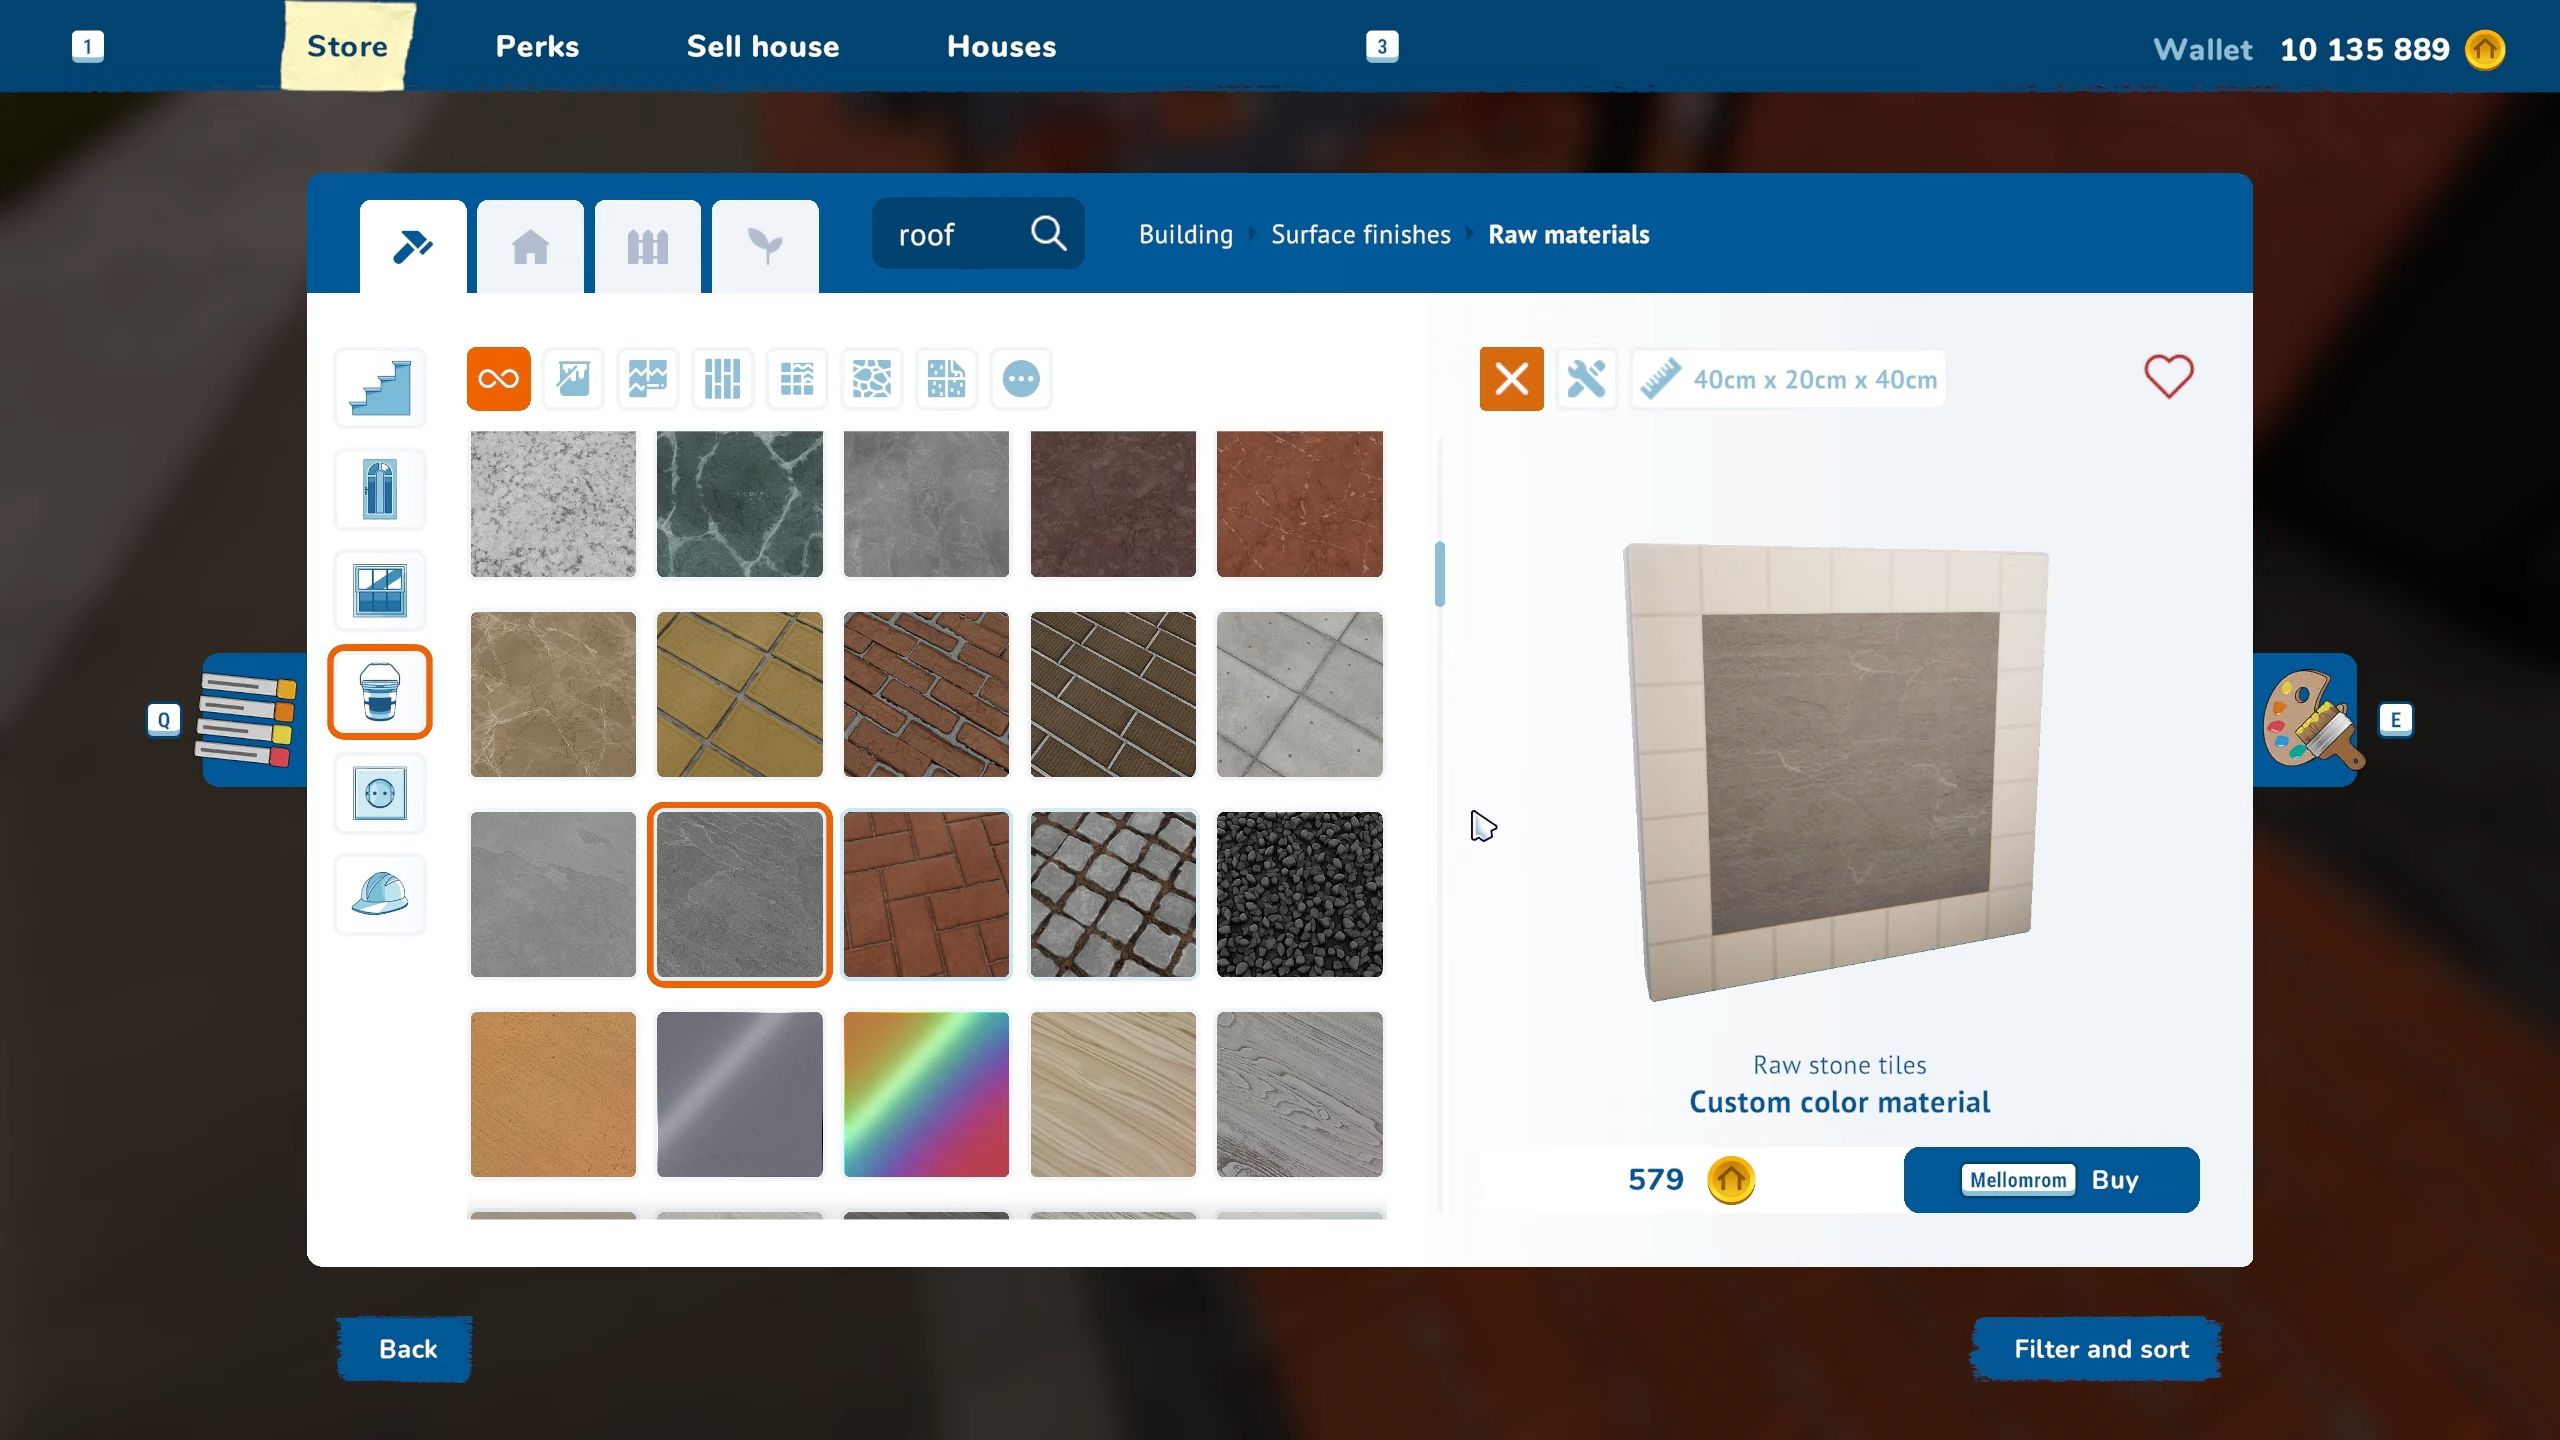 1
Store
Perks
Sell house
Houses
3
Wallet 10 135 889
roof
Building
Surface finishes
Raw materials
40cm x 20cm x 40cm
Q
E
Raw stone tiles
Custom color material
579
Mellomrom
Buy
Back
Filter and sort